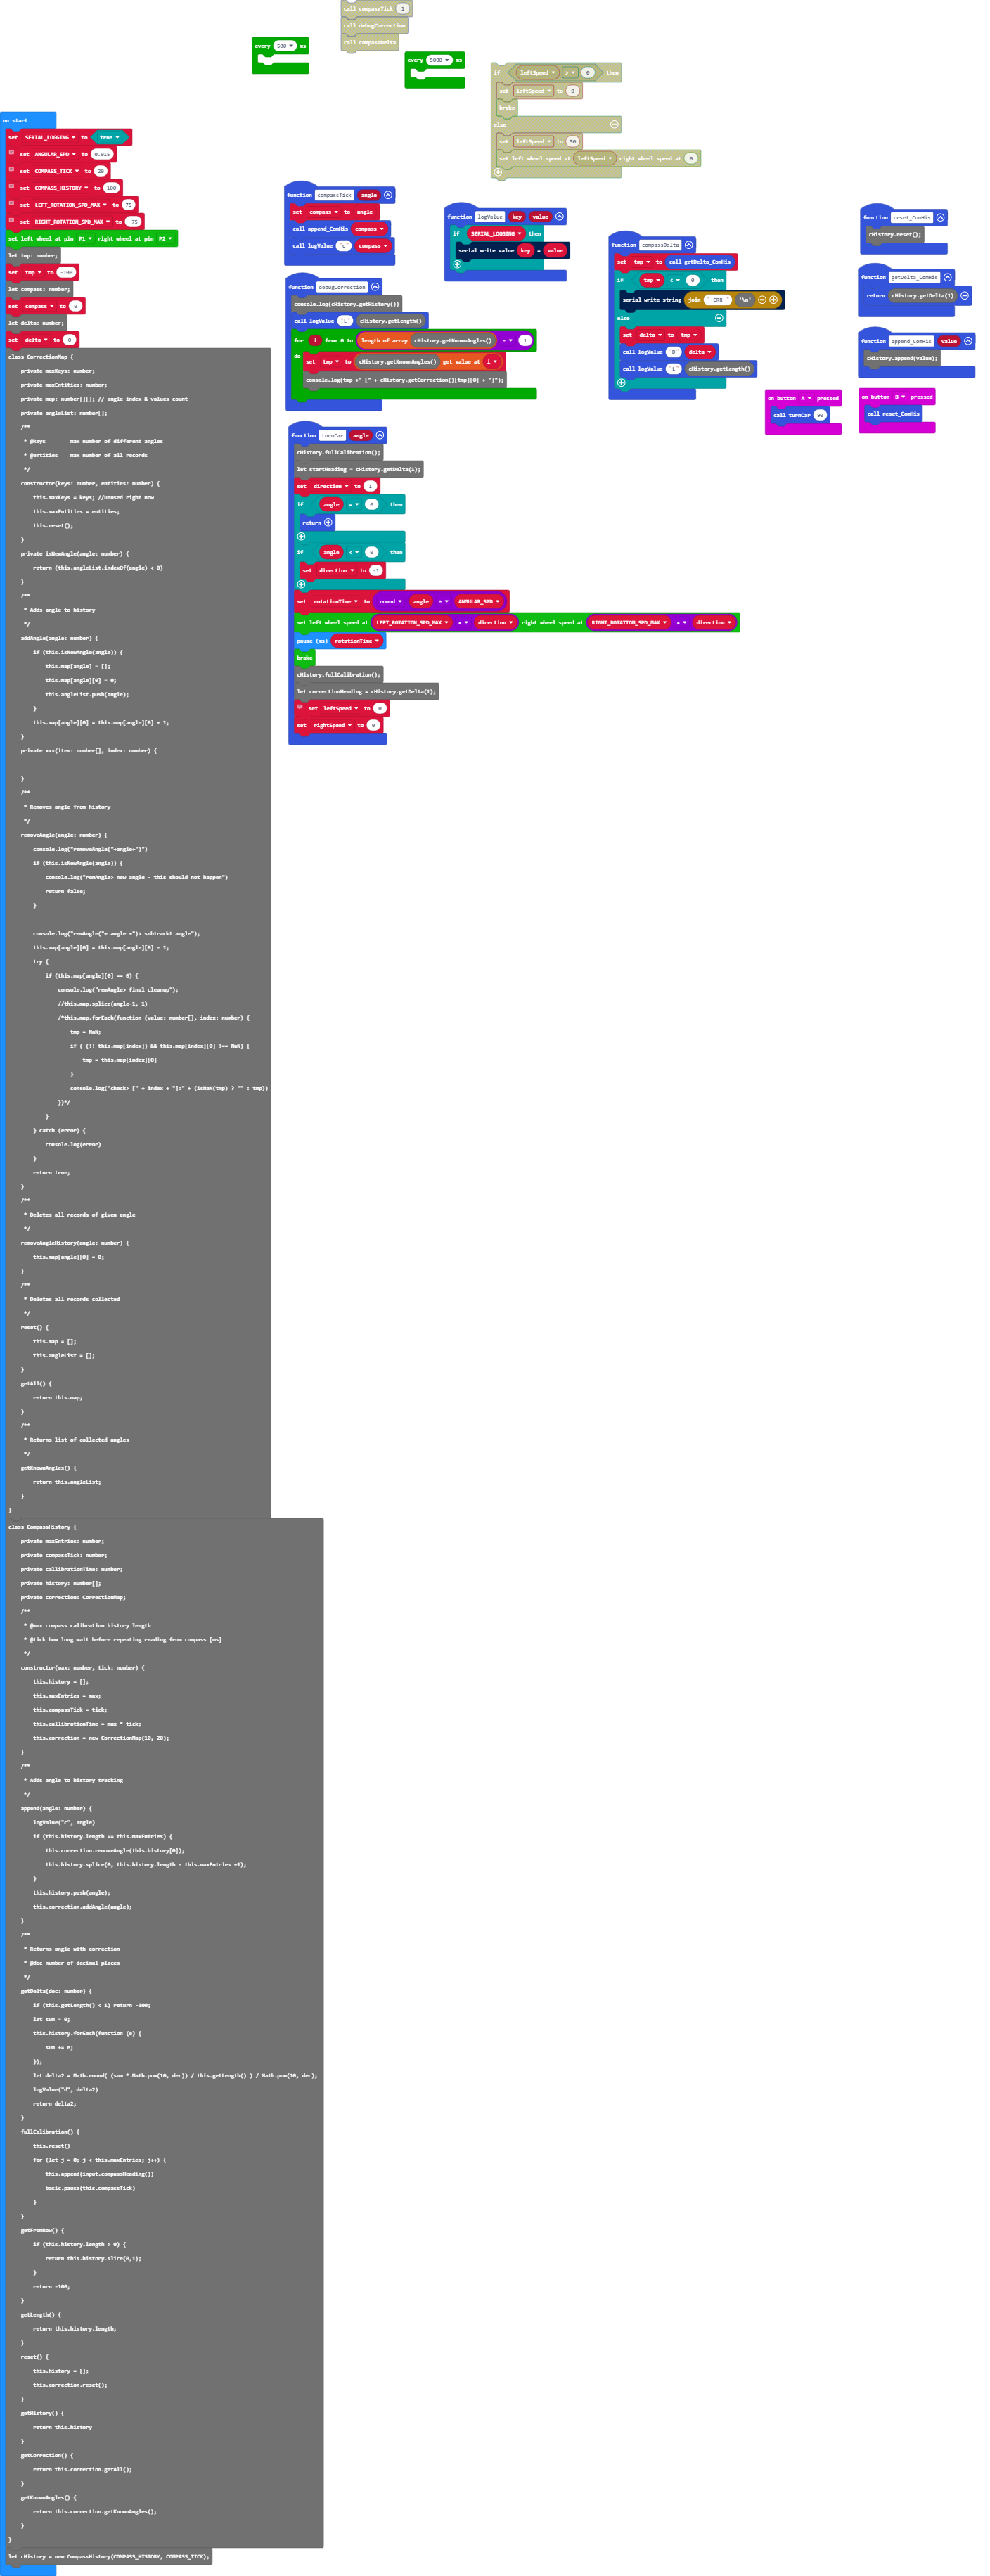 call compassTick 1
call debugCorrection
call compassDelta
every 500 ms
every 5000 ms
if leftSpeed > 0 then
set leftSpeed to 0
brake
else
set leftSpeed to 50
set left wheel speed at leftSpeed right wheel speed at 0
on start
set SERIAL_LOGGING to true
set ANGULAR_SPD to 0.015
set COMPASS_TICK to 20
set COMPASS_HISTORY to 100
set LEFT_ROTATION_SPD_MAX to 75
set RIGHT_ROTATION_SPD_MAX to -75
set left wheel at pin P1 right wheel at pin P2
let tmp: number;
set tmp to -100
let compass: number;
set compass to 0
let delta: number;
set delta to 0
class CorrectionMap {
private maxKeys: number;
private maxEntities: number;
private map: number[][]; // angle index & values count
private angleList: number[];
/**
* @keys max number of different angles
* @entities max number of all records
*/
constructor(keys: number, entities: number) {
this.maxKeys = keys; //unused right now
this.maxEntities = entities;
this.reset();
}
private isNewAngle(angle: number) {
return (this.angleList.indexOf(angle) < 0)
}
/**
* Adds angle to history
*/
addAngle(angle: number) {
if (this.isNewAngle(angle)) {
this.map[angle] = [];
this.map[angle][0] = 0;
this.angleList.push(angle);
}
this.map[angle][0] = this.map[angle][0] + 1;
}
private xxx(item: number[], index: number) {
}
/**
* Removes angle from history
*/
removeAngle(angle: number) {
console.log("removeAngle("+angle+")")
if (this.isNewAngle(angle)) {
console.log("remAngle> new angle - this should not happen")
return false;
}
console.log("remAngle("+ angle +")> subtrackt angle");
this.map[angle][0] = this.map[angle][0] - 1;
try {
if (this.map[angle][0] == 0) {
console.log("remAngle> final cleanup");
//this.map.splice(angle-1, 1)
/*this.map.forEach(function (value: number[], index: number) {
tmp = NaN;
if ( (!! this.map[index]) && this.map[index][0] !== NaN) {
tmp = this.map[index][0]
}
console.log("check> [" + index + "]:" + (isNaN(tmp) ? "" : tmp))
})*/
}
} catch (error) {
console.log(error)
}
return true;
}
/**
* Deletes all records of given angle
*/
removeAngleHistory(angle: number) {
this.map[angle][0] = 0;
}
/**
* Deletes all records collected
*/
reset() {
this.map = [];
this.angleList = [];
}
getAll() {
return this.map;
}
/**
* Returns list of collected angles
*/
getKnownAngles() {
return this.angleList;
}
}
class CompassHistory {
private maxEntries: number;
private compassTick: number;
private callibrationTime: number;
private history: number[];
private correction: CorrectionMap;
/**
* @max compass calibration history length
* @tick how long wait before repeating reading from compass [ms]
*/
constructor(max: number, tick: number) {
this.history = [];
this.maxEntries = max;
this.compassTick = tick;
this.callibrationTime = max * tick;
this.correction = new CorrectionMap(10, 20);
}
/**
* Adds angle to history tracking
*/
append(angle: number) {
logValue("c", angle)
if (this.history.length >= this.maxEntries) {
this.correction.removeAngle(this.history[0]);
this.history.splice(0, this.history.length - this.maxEntries +1);
}
this.history.push(angle);
this.correction.addAngle(angle);
}
/**
* Returns angle with correction
* @dec number of decimal places
*/
getDelta(dec: number) {
if (this.getLength() < 1) return -100;
let sum = 0;
this.history.forEach(function (e) {
sum += e;
});
let delta2 = Math.round( (sum * Math.pow(10, dec)) / this.getLength() ) / Math.pow(10, dec);
logValue("d", delta2)
return delta2;
}
fullCalibration() {
this.reset()
for (let j = 0; j < this.maxEntries; j++) {
this.append(input.compassHeading())
basic.pause(this.compassTick)
}
}
getFromRow() {
if (this.history.length > 0) {
return this.history.slice(0,1);
}
return -100;
}
getLength() {
return this.history.length;
}
reset() {
this.history = [];
this.correction.reset();
}
getHistory() {
return this.history
}
getCorrection() {
return this.correction.getAll();
}
getKnownAngles() {
return this.correction.getKnownAngles();
}
}
let cHistory = new CompassHistory(COMPASS_HISTORY, COMPASS_TICK);
function compassTick angle
set compass to angle
call append_ComHis compass
call logValue "c" compass
function debugCorrection
console.log(cHistory.getHistory())
call logValue "L" cHistory.getLength()
for i from 0 to length of array cHistory.getKnownAngles() - 1
do
set tmp to cHistory.getKnownAngles() get value at i
console.log(tmp +" [" + cHistory.getCorrection()[tmp][0] + "]");
function turnCar angle
cHistory.fullCalibration();
let startHeading = cHistory.getDelta(1);
set direction to 1
if angle = 0 then
return
if angle < 0 then
set direction to -1
set rotationTime to round angle ÷ ANGULAR_SPD
set left wheel speed at LEFT_ROTATION_SPD_MAX × direction right wheel speed at RIGHT_ROTATION_SPD_MAX × direction
pause (ms) rotationTime
brake
cHistory.fullCalibration();
let correctionHeading = cHistory.getDelta(1);
set leftSpeed to 0
set rightSpeed to 0
function logValue key value
if SERIAL_LOGGING then
serial write value key = value
function compassDelta
set tmp to call getDelta_ComHis
if tmp < 0 then
serial write string join "ERR" "\n"
else
set delta to tmp
call logValue "D" delta
call logValue "L" cHistory.getLength()
function reset_ComHis
cHistory.reset();
function getDelta_ComHis
return cHistory.getDelta(1)
function append_ComHis value
cHistory.append(value);
on button A pressed
call turnCar 90
on button B pressed
call reset_ComHis